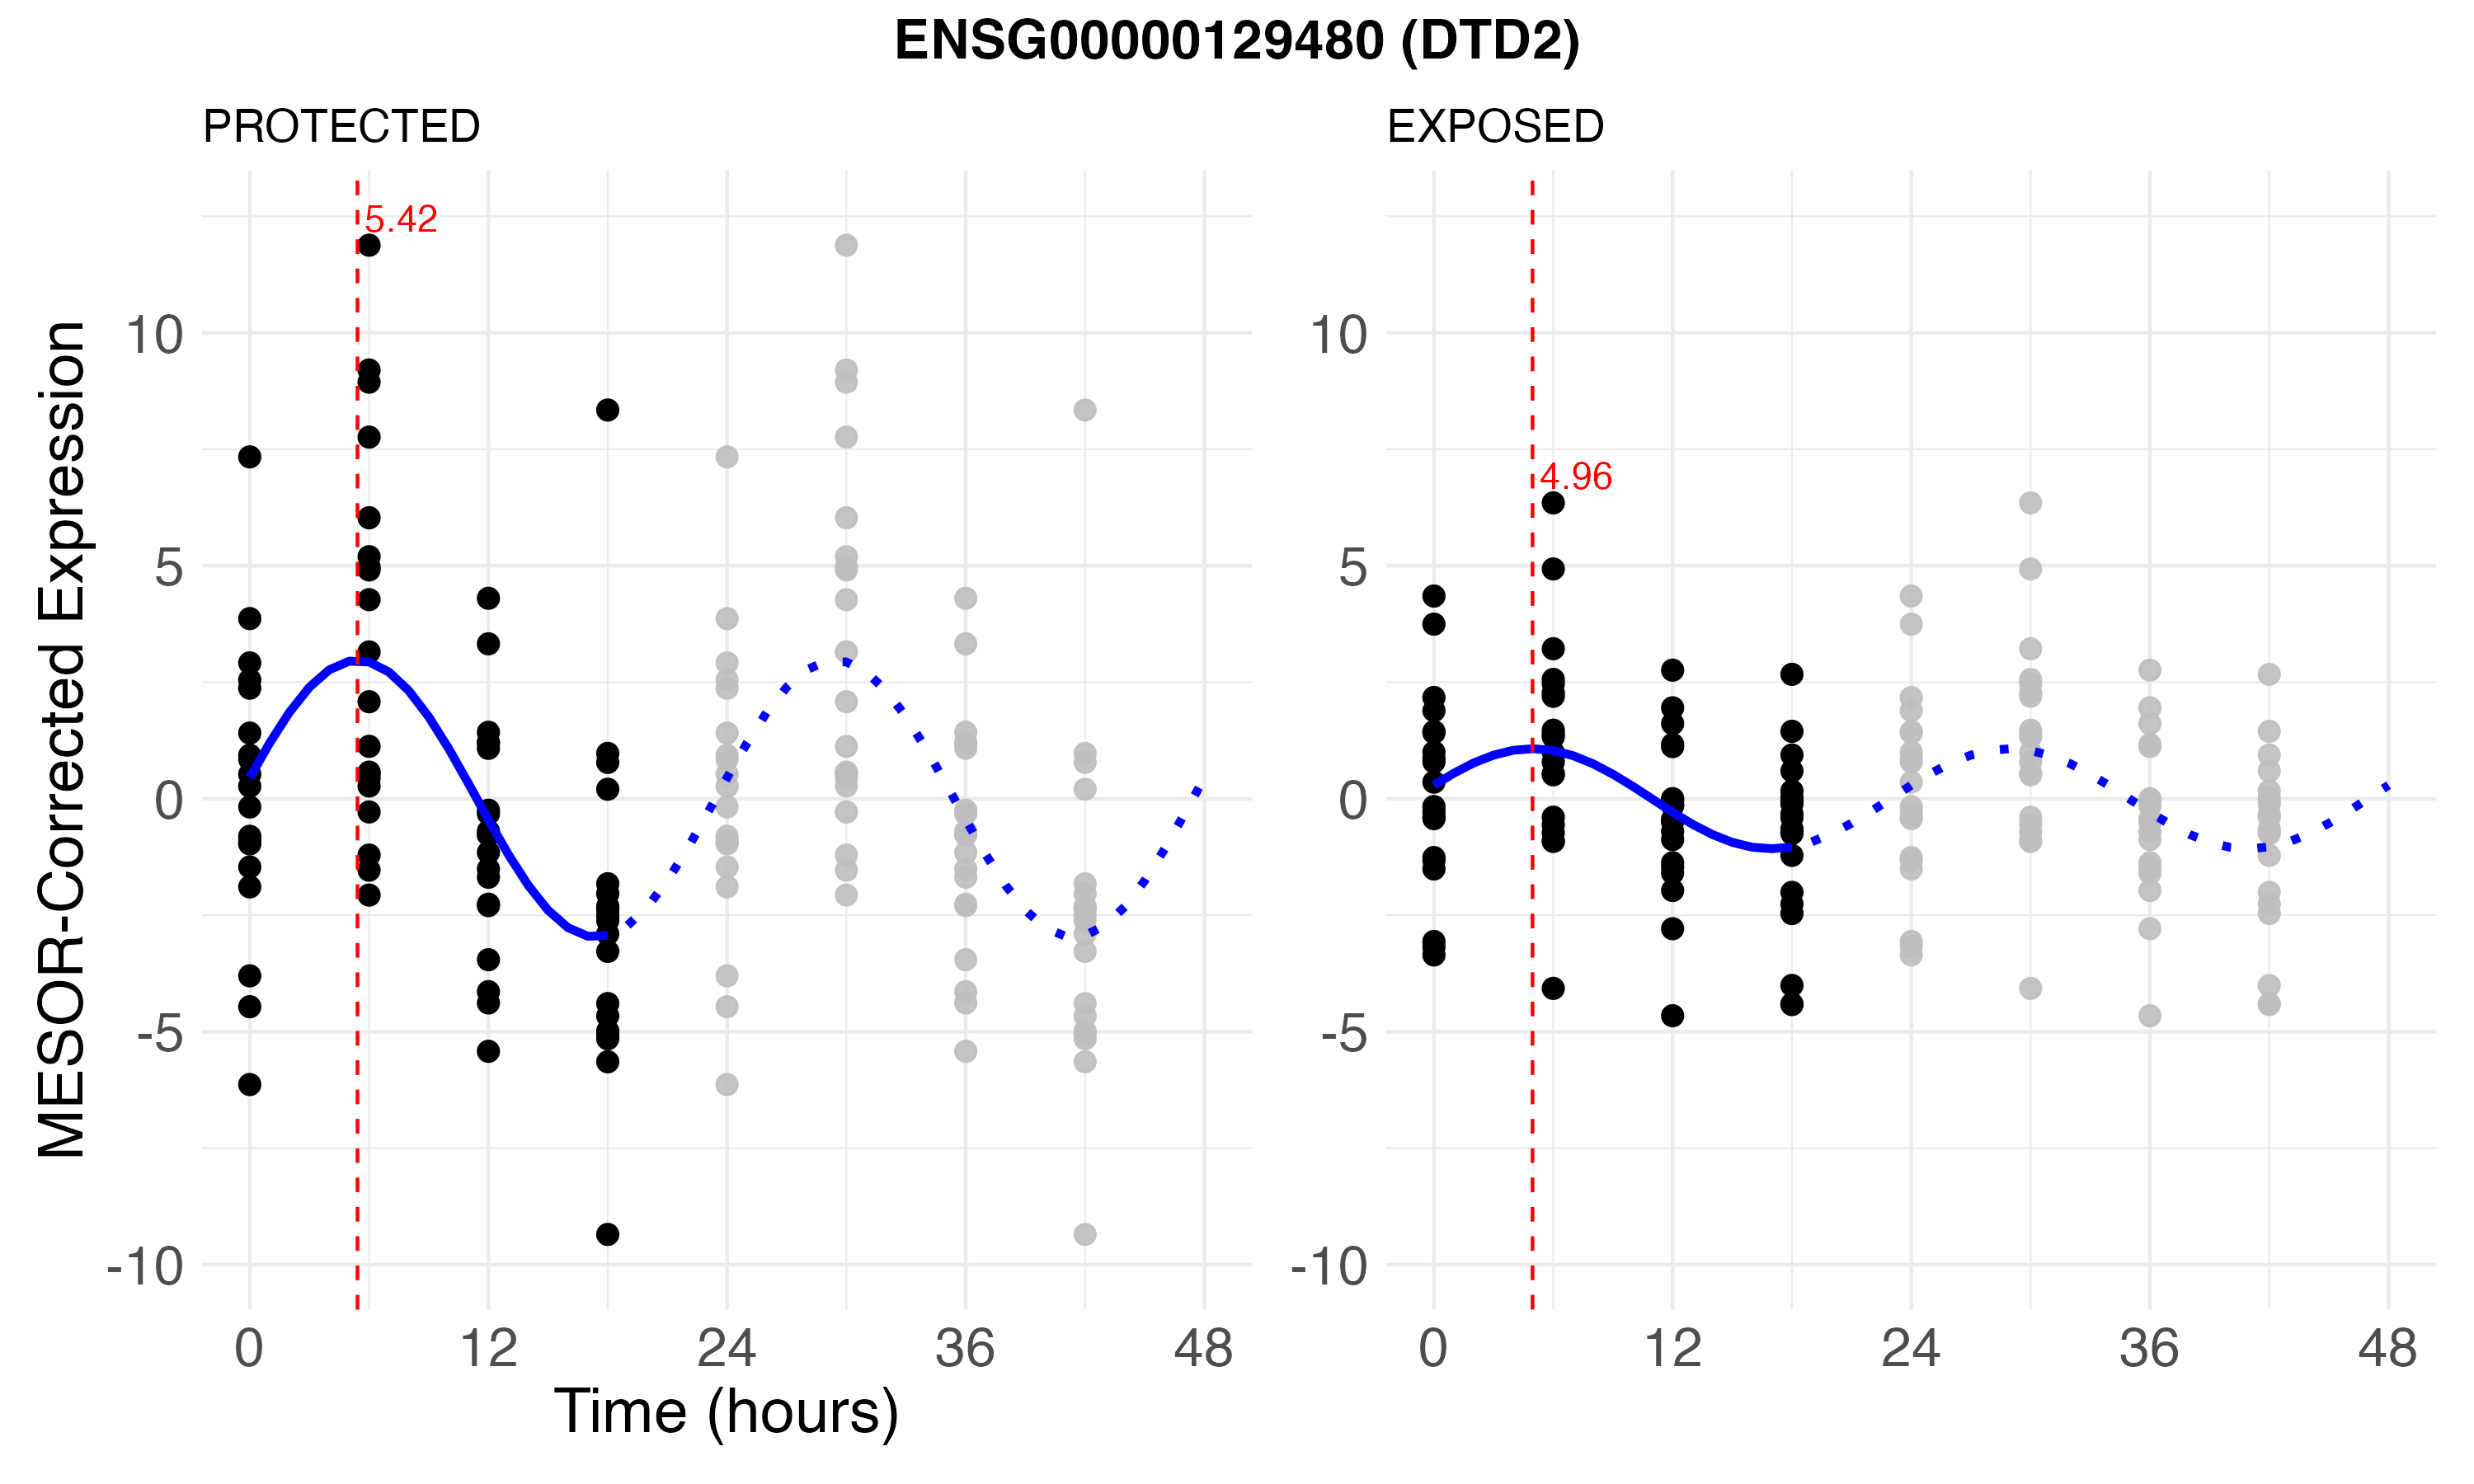 ENSG00000129480 (DTD2)
PROTECTED
EXPOSED
MESOR-Corrected Expression
10
5
0
-5
-10
5.42
0 12 24 36 48
10
5
0
-5
-10
4.96
0 12 24 36 48
Time (hours)